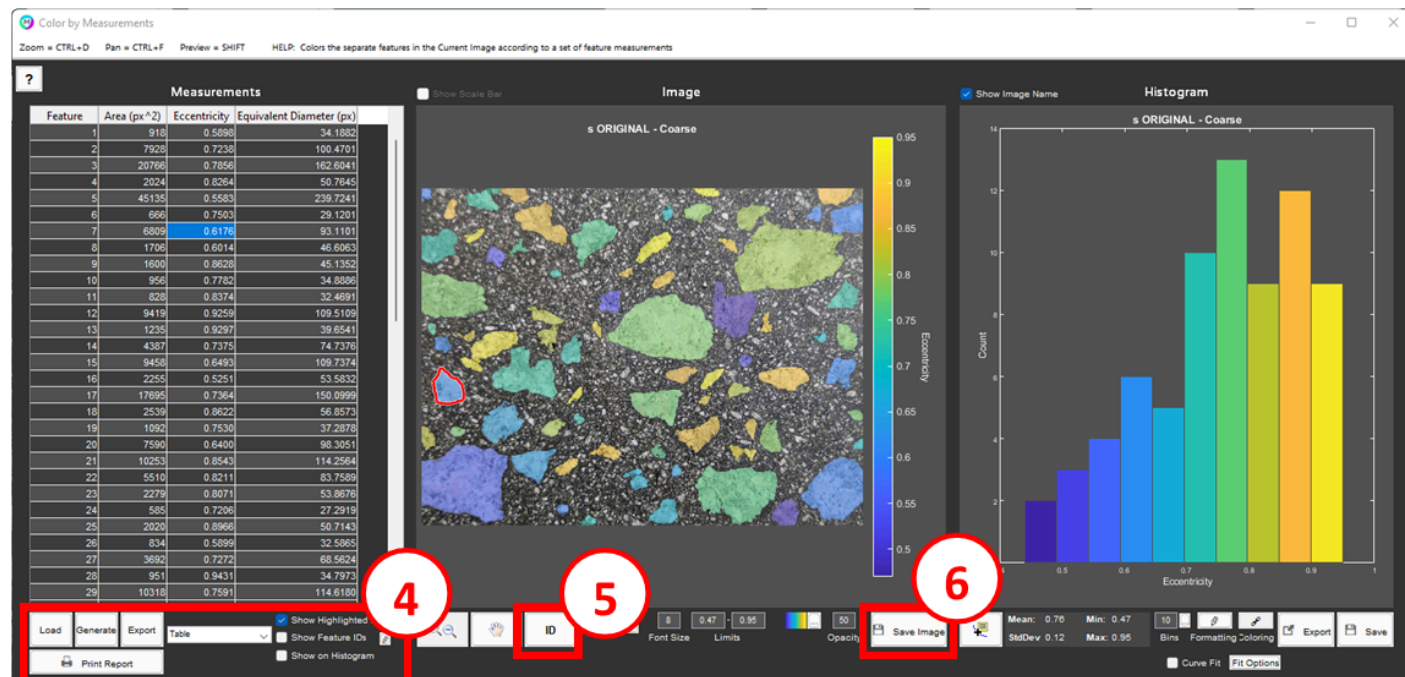 Color by Measurements
Zoom = CTRL+D Pan = CTRL+F Preview = SHIFT HELP: Colors the separate features in the Current Image according to a set of feature measurements
?
Measurements
Feature Area (px^2) Eccentricity Equivalent Diameter (px)
1 918 0.5898 34.1882
2 7928 0.7238 100.4701
3 20766 0.7856 162.6041
4 2024 0.8264 50.7645
5 45135 0.5583 239.7241
6 666 0.7503 29.1201
7 6809 0.6176 93.1101
8 1706 0.6014 46.6063
9 1600 0.8628 45.1352
10 956 0.7782 34.8886
11 828 0.8374 32.4691
12 9419 0.9259 109.5109
13 1235 0.9297 39.6541
14 4387 0.7375 74.7376
15 9458 0.6493 109.7374
16 2255 0.5251 53.5832
17 17695 0.7364 150.0999
18 2539 0.8622 56.8573
19 1092 0.7530 37.2878
20 7590 0.6400 98.3051
21 10253 0.8543 114.2564
22 5510 0.8211 83.7589
23 2279 0.8071 53.8676
24 585 0.7206 27.2919
25 2020 0.8966 50.7143
26 834 0.5899 32.5865
27 3692 0.7272 68.5624
28 951 0.9431 34.7973
29 10318 0.7591 114.6180
4
Load Generate Export Table
Show Highlighted
Show Feature IDs
Show on Histogram
Print Report
Show Scale Bar Image
s ORIGINAL - Coarse
0.95
0.9
0.85
0.8
0.75
0.7
0.65
0.6
0.55
0.5
Eccentricity
5
6
ID
8 0.47 - 0.95 50
Font Size Limits Opacity
Save Image
Show Image Name Histogram
s ORIGINAL - Coarse
14
12
10
8
6
4
2
Count
0.5 0.6 0.7 0.8 0.9 1
Eccentricity
Mean: 0.76 Min: 0.47
StdDev 0.12 Max: 0.95
10 ...
Bins Formatting Coloring
Export Save
Curve Fit Fit Options